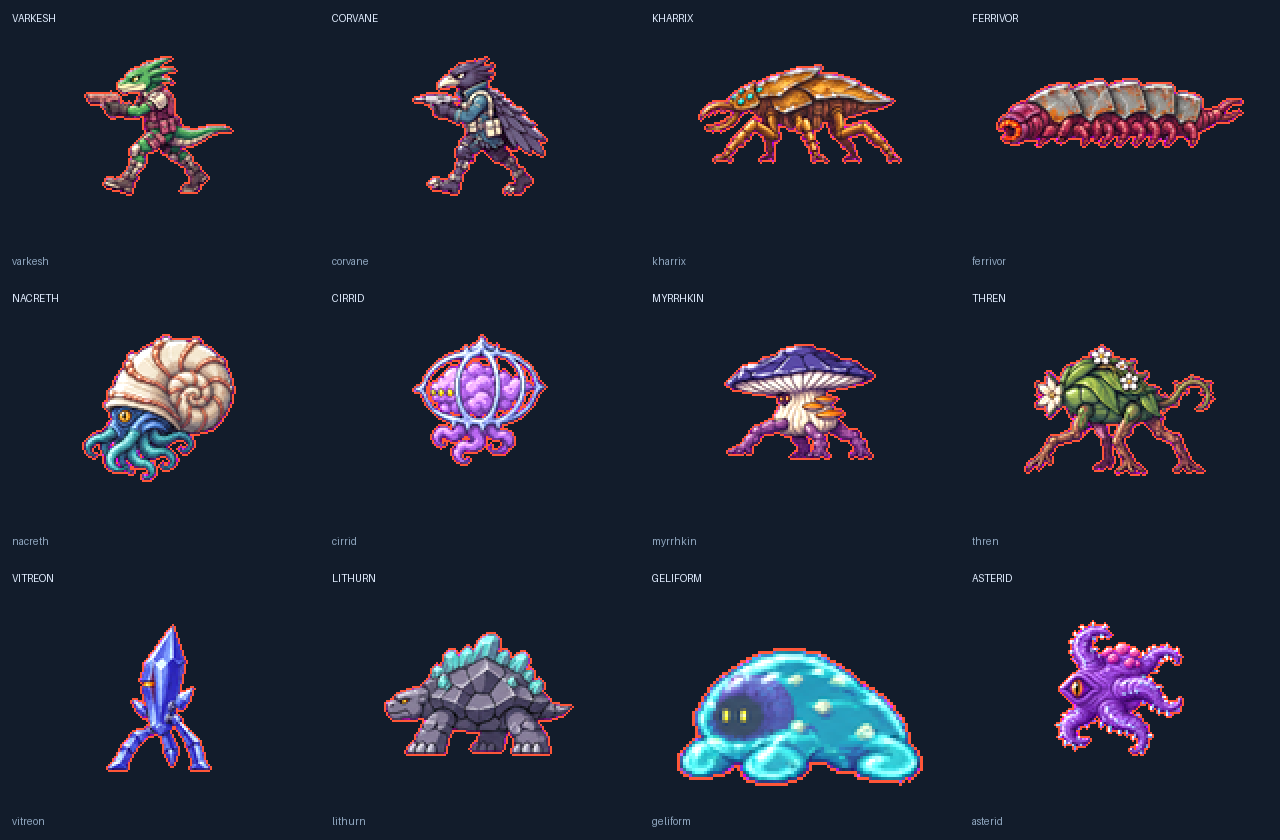 VARKESH
CORVANE
KHARRIX
FERRIVOR
varkesh
corvane
kharrix
ferrivor
NACRETH
CIRRID
MYRRHKIN
THREN
nacreth
cirrid
myrrhkin
thren
VITREON
LITHURN
GELIFORM
ASTERID
vitreon
lithurn
geliform
asterid